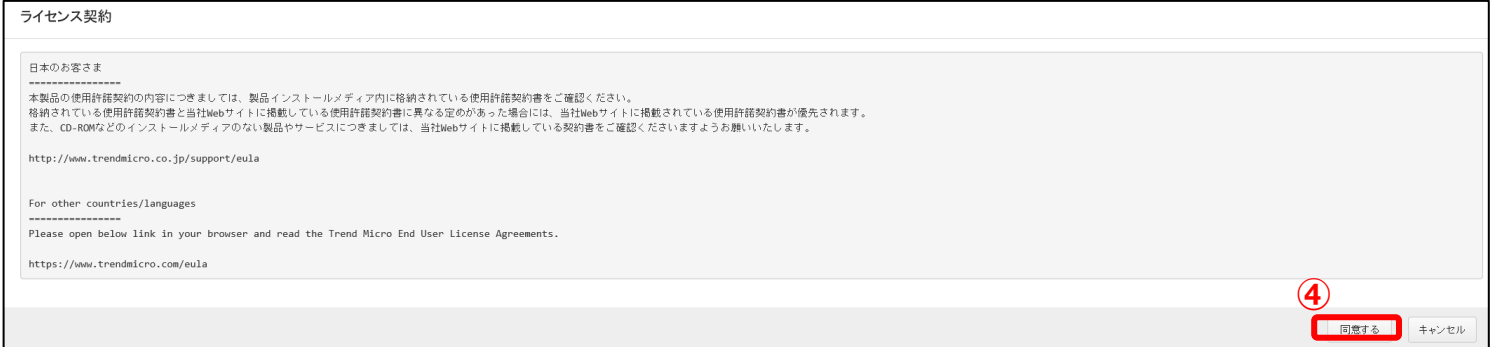 ライセンス契約
日本のお客さま
================
本製品の使用許諾契約の内容につきましては、製品インストールメディア内に格納されている使用許諾契約書をご確認ください。
格納されている使用許諾契約書と当社Webサイトに掲載している使用許諾契約書に異なる定めがあった場合には、当社Webサイトに掲載されている使用許諾契約書が優先されます。
また、CD-ROMなどのインストールメディアのない製品やサービスにつきましては、当社Webサイトに掲載している契約書をご確認くださいますようお願いいたします。
http://www.trendmicro.co.jp/support/eula
For other countries/languages
================
Please open below link in your browser and read the Trend Micro End User License Agreements.
https://www.trendmicro.com/eula
④
同意する キャンセル